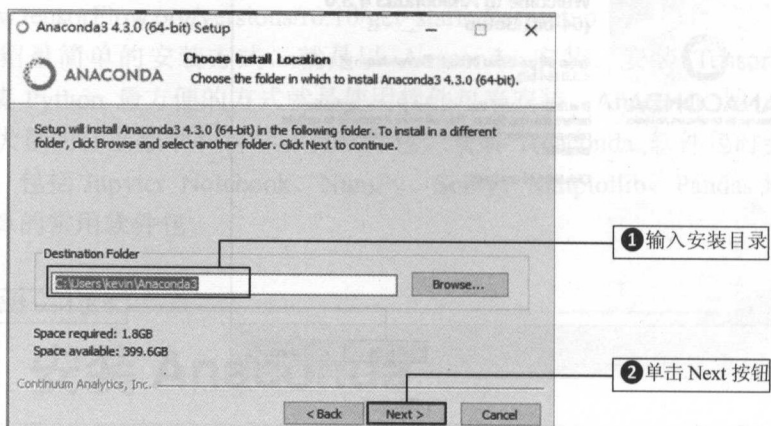 Anaconda3 4.3.0 (64-bit) Setup
ANACONDA
Choose Install Location
Choose the folder in which to install Anaconda3 4.3.0 (64-bit).
Setup will install Anaconda3 4.3.0 (64-bit) in the following folder. To install in a different
folder, click Browse and select another folder. Click Next to continue.
Destination Folder
C:\Users\kevin\Anaconda3
Browse...
❶输入安装目录
Space required: 1.8GB
Space available: 399.6GB
Continuum Analytics, Inc.
❷单击 Next 按钮
< Back
Next >
Cancel